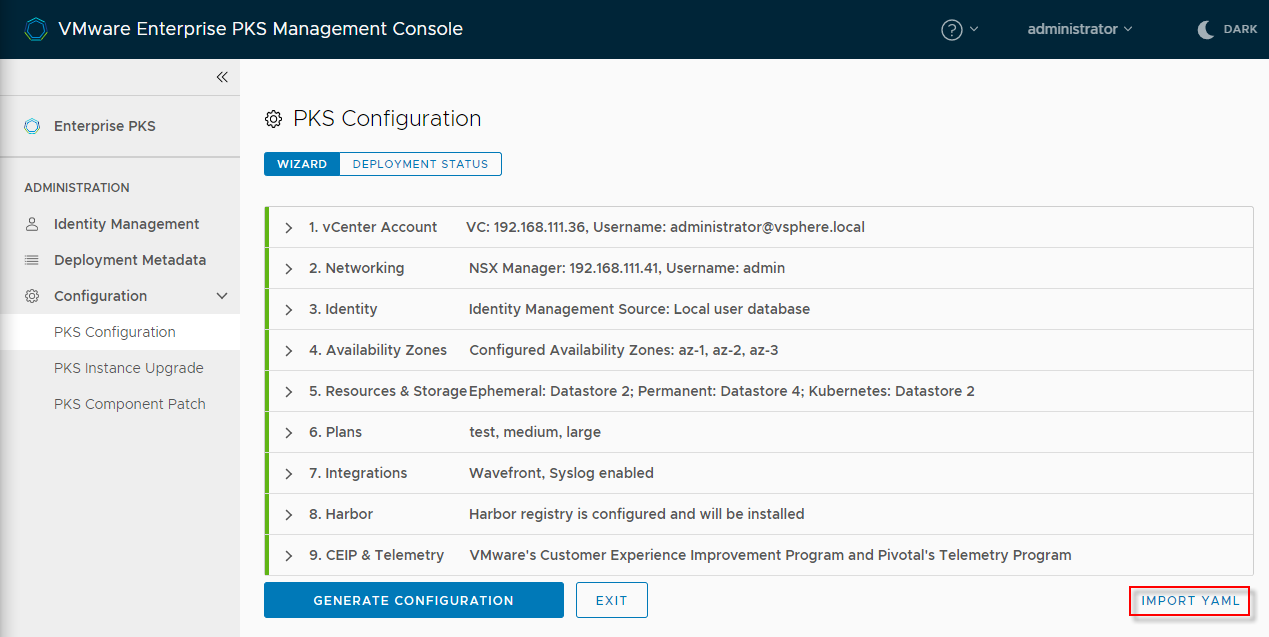 VMware Enterprise PKS Management Console
?
administrator
DARK
Enterprise PKS
ADMINISTRATION
Identity Management
Deployment Metadata
Configuration
PKS Configuration
PKS Instance Upgrade
PKS Component Patch
PKS Configuration
WIZARD DEPLOYMENT STATUS
1. vCenter Account VC: 192.168.111.36, Username: administrator@vsphere.local
2. Networking NSX Manager: 192.168.111.41, Username: admin
3. Identity Identity Management Source: Local user database
4. Availability Zones Configured Availability Zones: az-1, az-2, az-3
5. Resources & Storage Ephemeral: Datastore 2; Permanent: Datastore 4; Kubernetes: Datastore 2
6. Plans test, medium, large
7. Integrations Wavefront, Syslog enabled
8. Harbor Harbor registry is configured and will be installed
9. CEIP & Telemetry VMware's Customer Experience Improvement Program and Pivotal's Telemetry Program
GENERATE CONFIGURATION EXIT IMPORT YAML